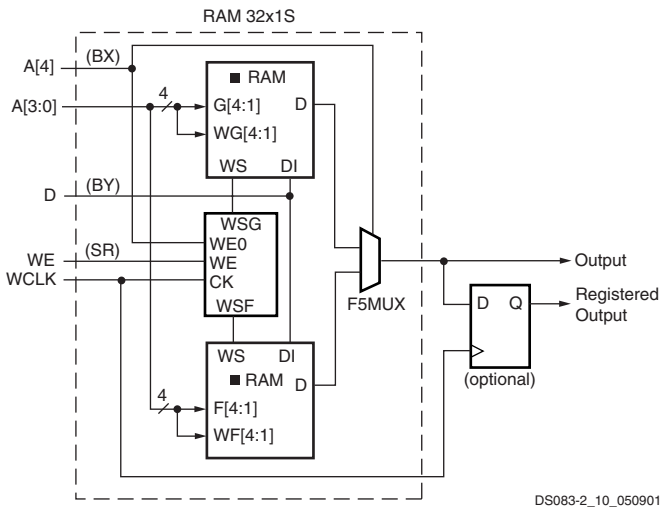 RAM 32x1S
A[4]
(BX)
A[3:0]
4
■ RAM
G[4:1]
D
WG[4:1]
WS
DI
D
(BY)
WSG
WE0
WE
(SR)
WE
WCLK
CK
WSF
F5MUX
Output
D
Q
Registered
Output
(optional)
WS
DI
■ RAM
D
4
F[4:1]
WF[4:1]
DS083-2_10_050901